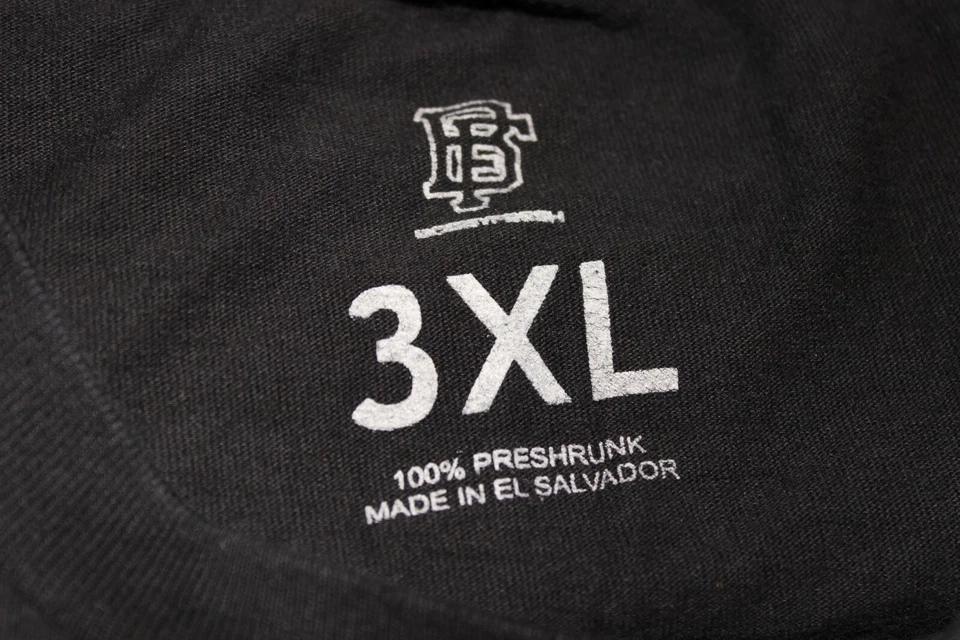 3XL
100% PRESHRUNK
MADE IN EL SALVADOR